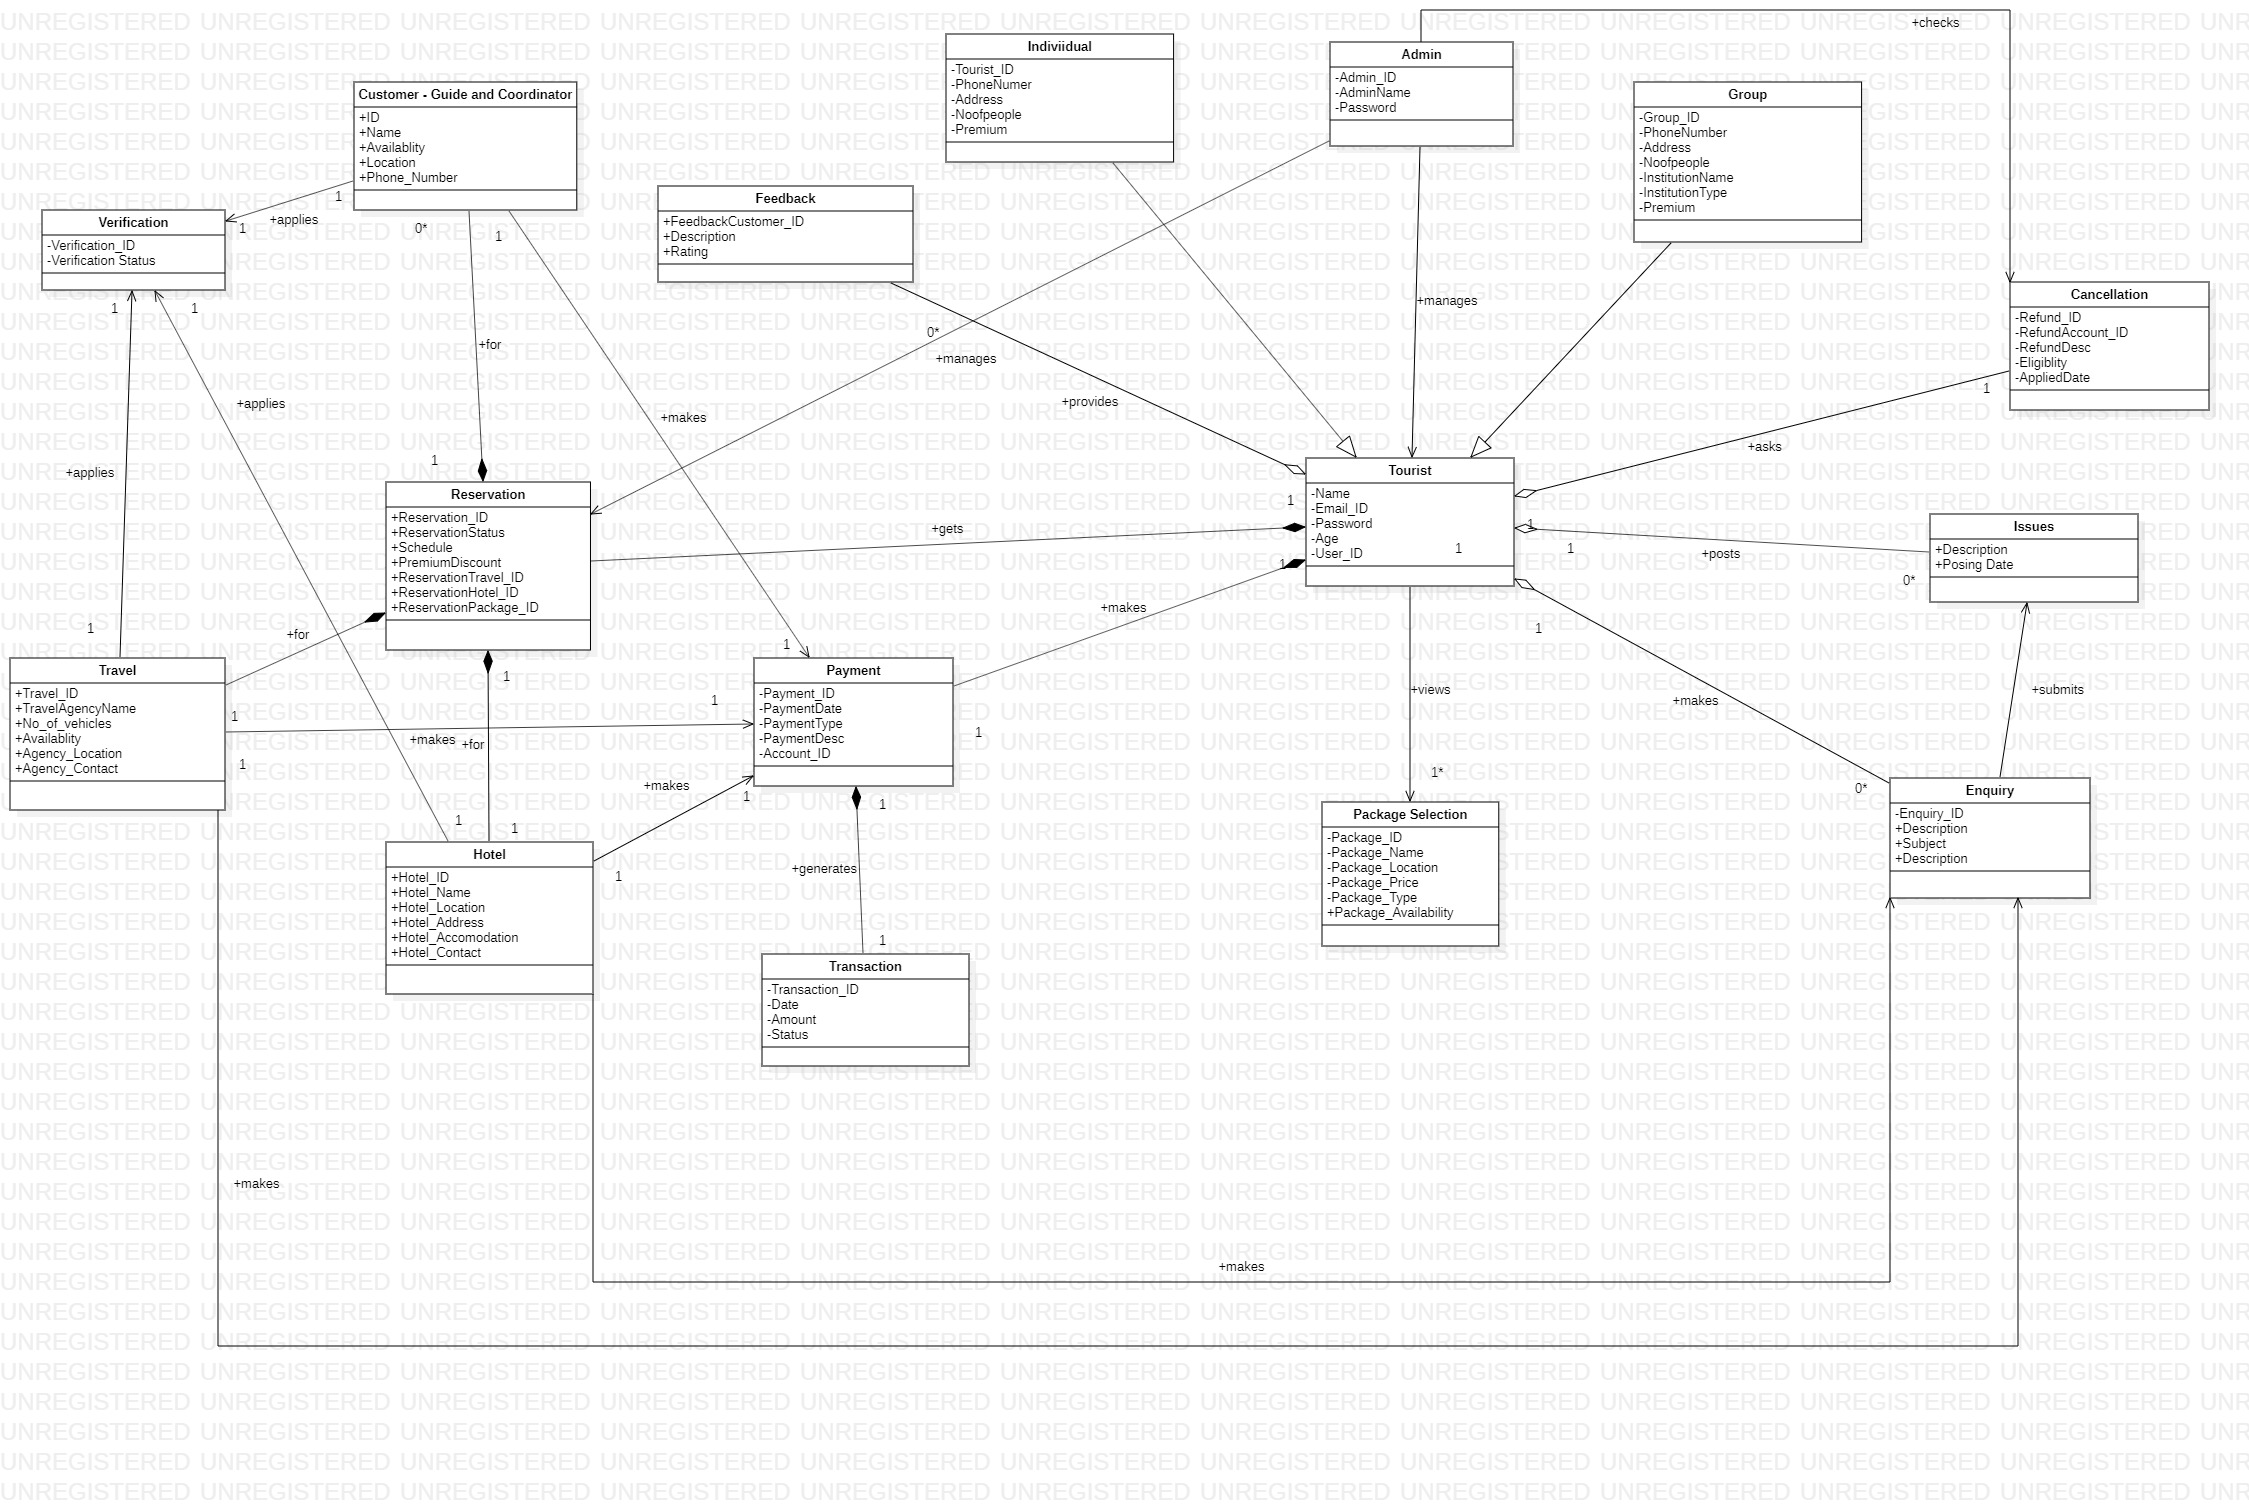 +checks
Indiviidual
-Tourist_ID
-PhoneNumer
-Address
-Noofpeople
-Premium
Admin
-Admin_ID
-AdminName
-Password
Customer - Guide and Coordinator
+ID
+Name
+Availablity
+Location
+Phone_Number
Group
-Group_ID
-PhoneNumber
-Address
-Noofpeople
-InstitutionName
-InstitutionType
-Premium
Feedback
+FeedbackCustomer_ID
+Description
+Rating
Verification
-Verification_ID
-Verification Status
1
+applies
1
0*
1
1
1
+manages
Cancellation
-Refund_ID
-RefundAccount_ID
-RefundDesc
-Eligiblity
-AppliedDate
0*
+for
+manages
1
+applies
+makes
+provides
+asks
1
+applies
Tourist
-Name
-Email_ID
-Password
-Age
-User_ID
1
1
1
1
1
Reservation
+Reservation_ID
+ReservationStatus
+Schedule
+PremiumDiscount
+ReservationTravel_ID
+ReservationHotel_ID
+ReservationPackage_ID
+gets
+posts
0*
Issues
+Description
+Posing Date
+makes
1
1
+for
1
1
Travel
+Travel_ID
+TravelAgencyName
+No_of_vehicles
+Availablity
+Agency_Location
+Agency_Contact
1
1
Payment
-Payment_ID
-PaymentDate
-PaymentType
-PaymentDesc
-Account_ID
1
1
+makes
+for
+views
+makes
+submits
1
+makes
1
1
1*
0*
Enquiry
-Enquiry_ID
+Description
+Subject
+Description
Package Selection
-Package_ID
-Package_Name
-Package_Location
-Package_Price
-Package_Type
+Package_Availability
1
1
Hotel
+Hotel_ID
+Hotel_Name
+Hotel_Location
+Hotel_Address
+Hotel_Accomodation
+Hotel_Contact
1
+generates
1
Transaction
-Transaction_ID
-Date
-Amount
-Status
+makes
+makes